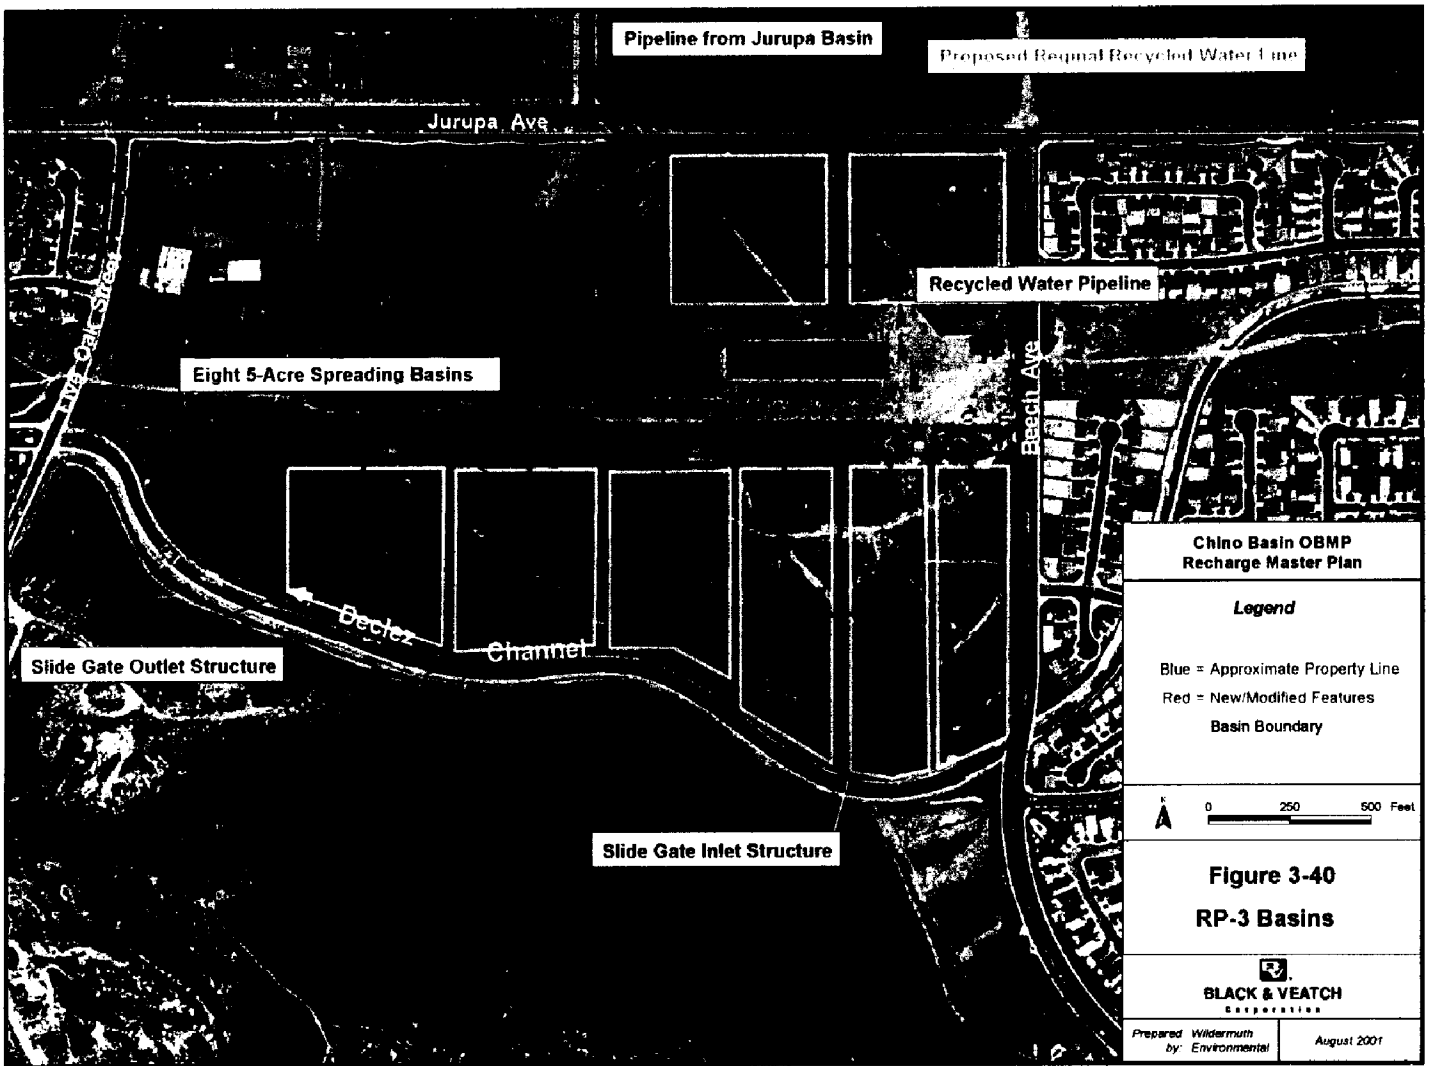 Pipeline from Jurupa Basin
Proposed Reginal Recycled Water Line
Jurupa Ave
Recycled Water Pipeline
Live Oak Street
Eight 5-Acre Spreading Basins
Beech Ave
Declez
Channel
Slide Gate Outlet Structure
Slide Gate Inlet Structure
Chino Basin OBMP
Recharge Master Plan
Legend
Blue = Approximate Property Line
Red = New/Modified Features
Basin Boundary
N
0 250 500 Feet
Figure 3-40
RP-3 Basins
BLACK & VEATCH
Corporation
Prepared by: Wildermuth Environmental
August 2001